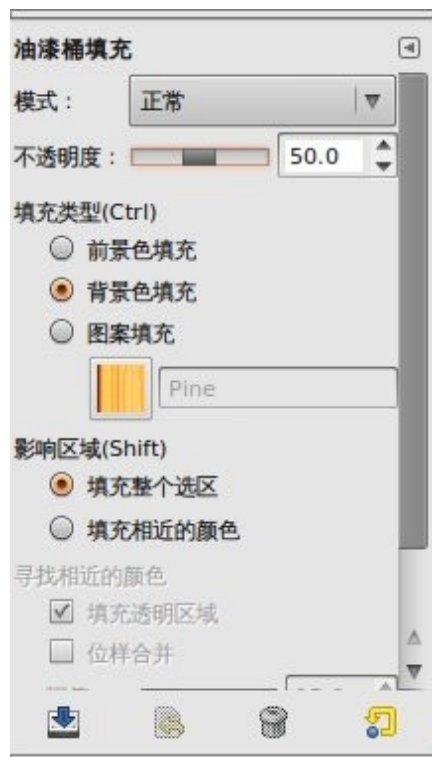 油漆桶填充
模式：
正常
不透明度：
50.0
填充类型(Ctrl)
前景色填充
背景色填充
图案填充
Pine
影响区域(Shift)
填充整个选区
填充相近的颜色
寻找相近的颜色
填充透明区域
位样合并